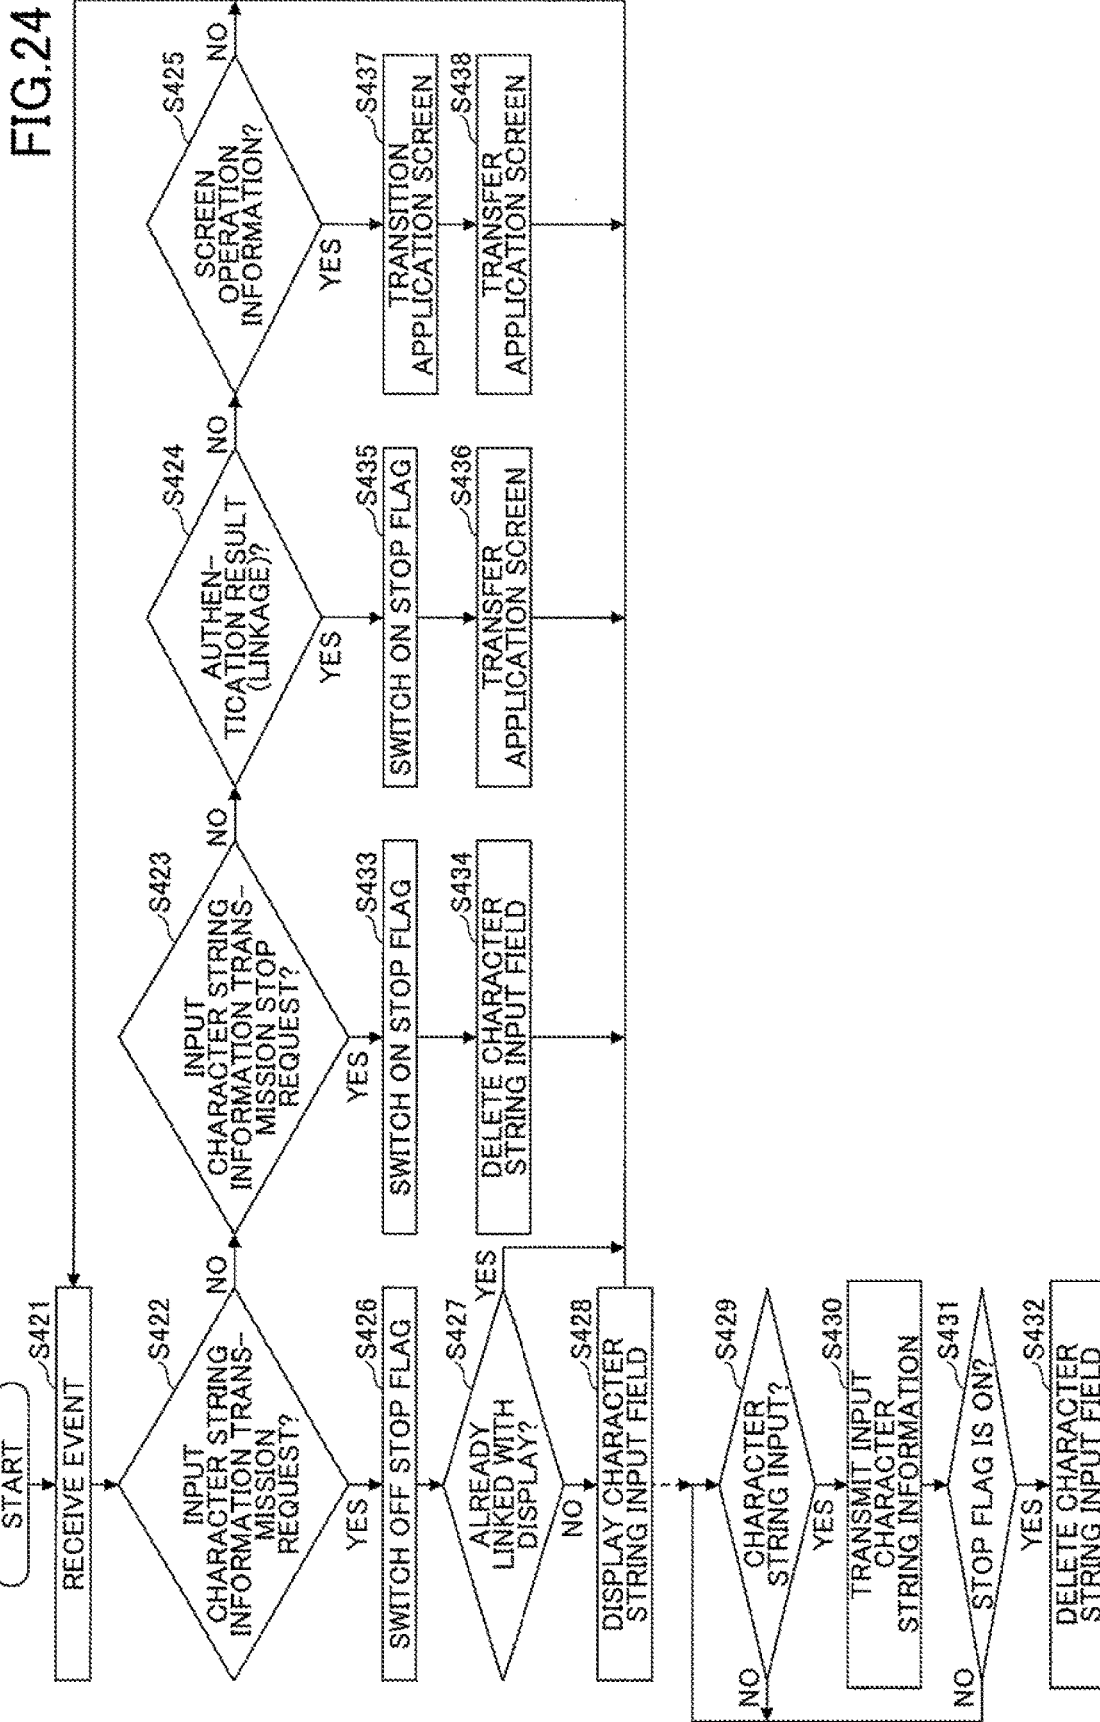 FIG.24
START
S421
RECEIVE EVENT
S422
INPUT
CHARACTER STRING
INFORMATION TRANS-
MISSION
REQUEST?
NO
YES
S423
INPUT
CHARACTER STRING
INFORMATION TRANS-
MISSION STOP
REQUEST?
NO
YES
S424
AUTHEN-
TICATION RESULT
(LINKAGE)?
NO
YES
S425
SCREEN
OPERATION
INFORMATION?
NO
YES
S426
SWITCH OFF STOP FLAG
S427
ALREADY
LINKED WITH
DISPLAY?
YES
NO
S428
DISPLAY CHARACTER
STRING INPUT FIELD
S429
CHARACTER
STRING INPUT?
NO
YES
S430
TRANSMIT INPUT
CHARACTER
STRING INFORMATION
S431
STOP FLAG IS ON?
NO
YES
S432
DELETE CHARACTER
STRING INPUT FIELD
S433
SWITCH ON STOP FLAG
S434
DELETE CHARACTER
STRING INPUT FIELD
S435
SWITCH ON STOP FLAG
S436
TRANSFER
APPLICATION SCREEN
S437
TRANSITION
APPLICATION SCREEN
S438
TRANSFER
APPLICATION SCREEN